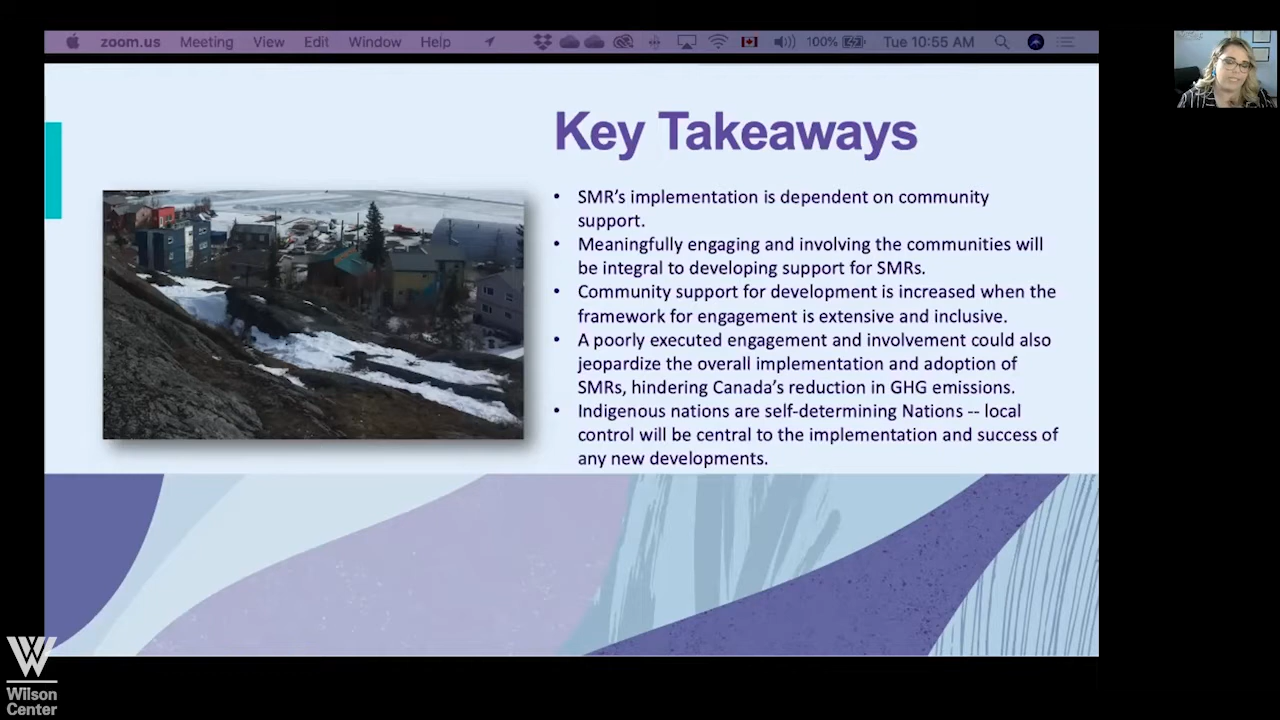 zoom.us Meeting View Edit Window Help 100% Tue 10:55 AM
Key Takeaways
• SMR's implementation is dependent on community
support.
• Meaningfully engaging and involving the communities will
be integral to developing support for SMRs.
• Community support for development is increased when the
framework for engagement is extensive and inclusive.
• A poorly executed engagement and involvement could also
jeopardize the overall implementation and adoption of
SMRs, hindering Canada's reduction in GHG emissions.
• Indigenous nations are self-determining Nations -- local
control will be central to the implementation and success of
any new developments.
W
Wilson
Center